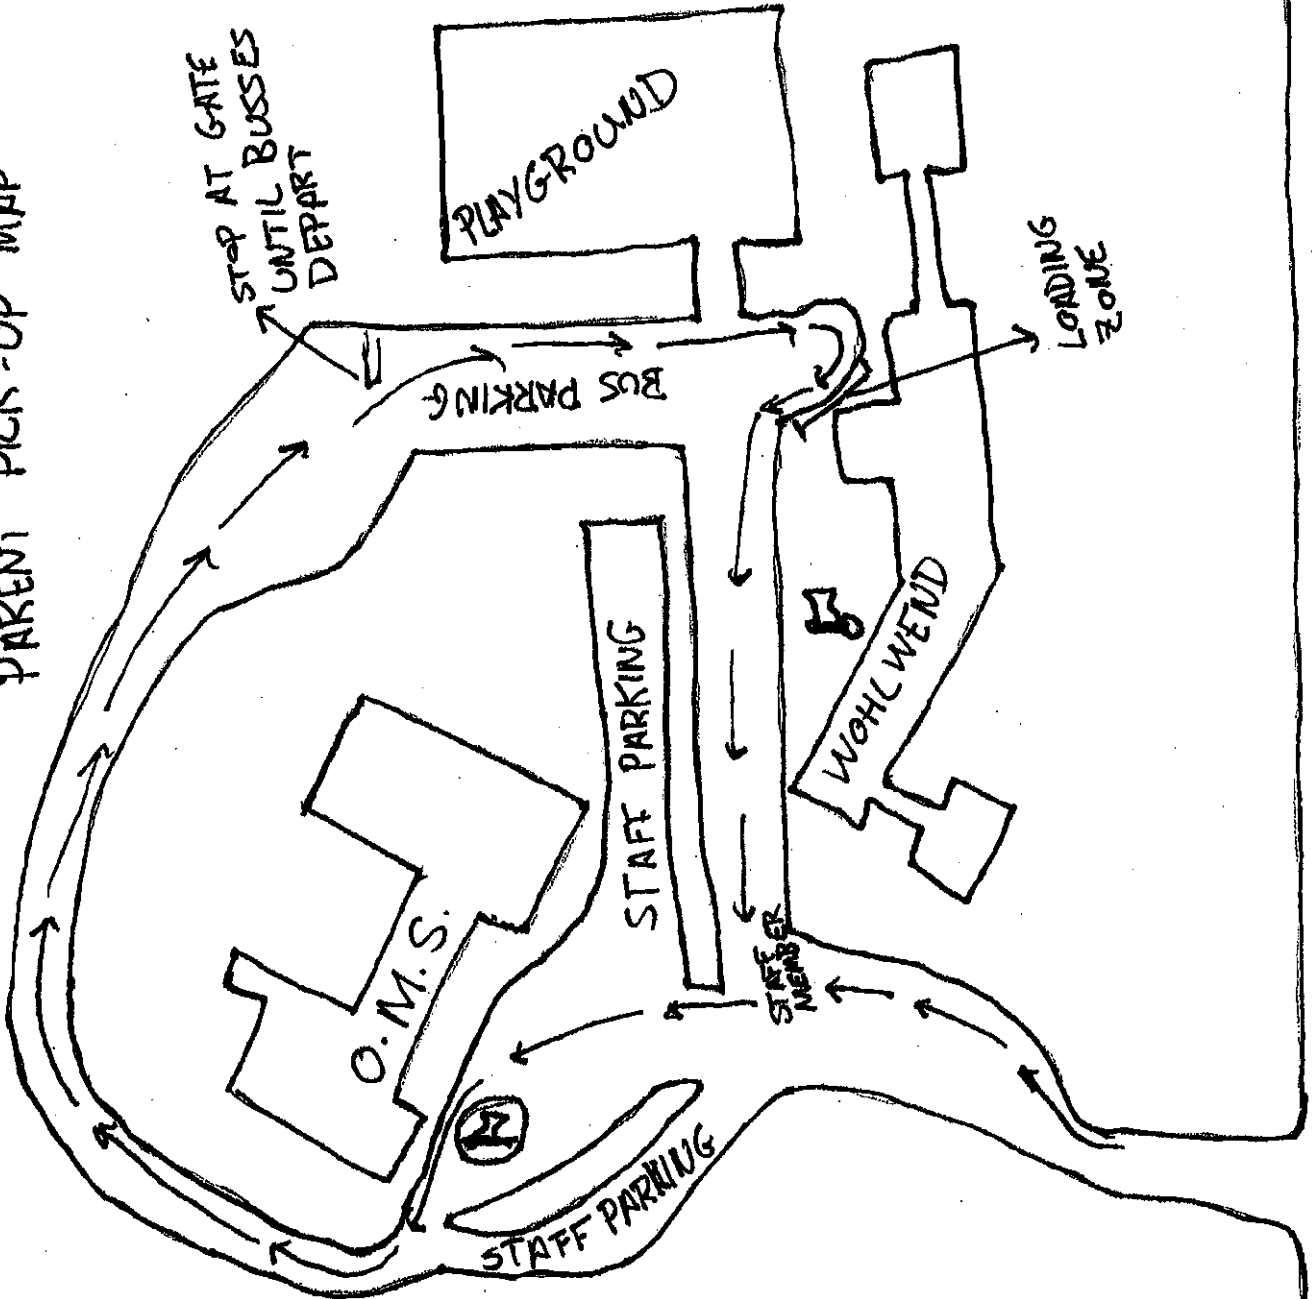 PARENT PICK-UP MAP
STOP AT GATE
UNTIL BUSSES
DEPART
PLAYGROUND
BUS PARKING
LOADING
ZONE
STAFF PARKING
WOHLWEND
O.M.S.
STAFF
MEMBER
STAFF PARKING